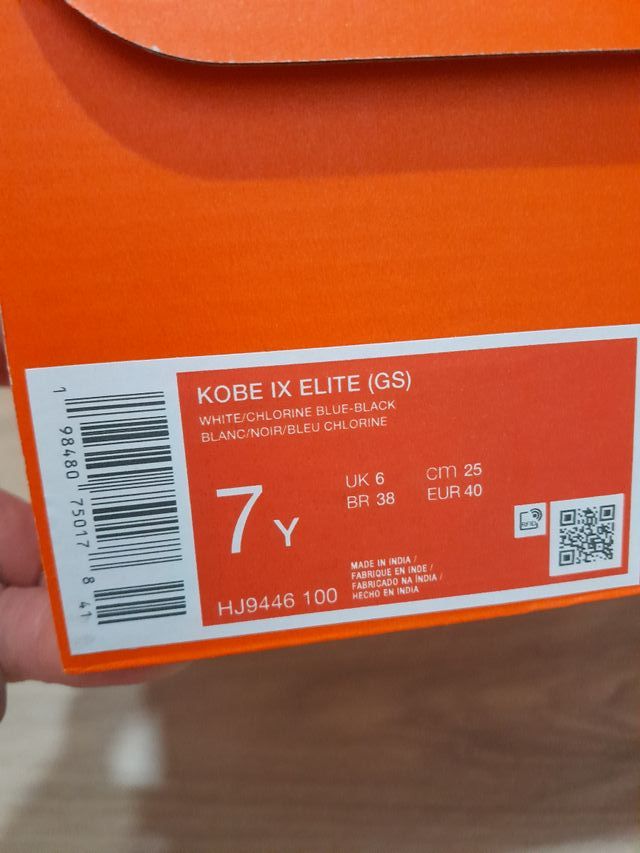 KOBE IX ELITE (GS)
WHITE/CHLORINE BLUE-BLACK
BLANC/NOIR/BLEU CHLORINE
7 Y
UK 6 cm 25
BR 38 EUR 40
HJ9446 100
MADE IN INDIA /
FABRIQUE EN INDE /
FABRICADO NA ÍNDIA /
HECHO EN INDIA
RFID
1 98480 75017 8 41